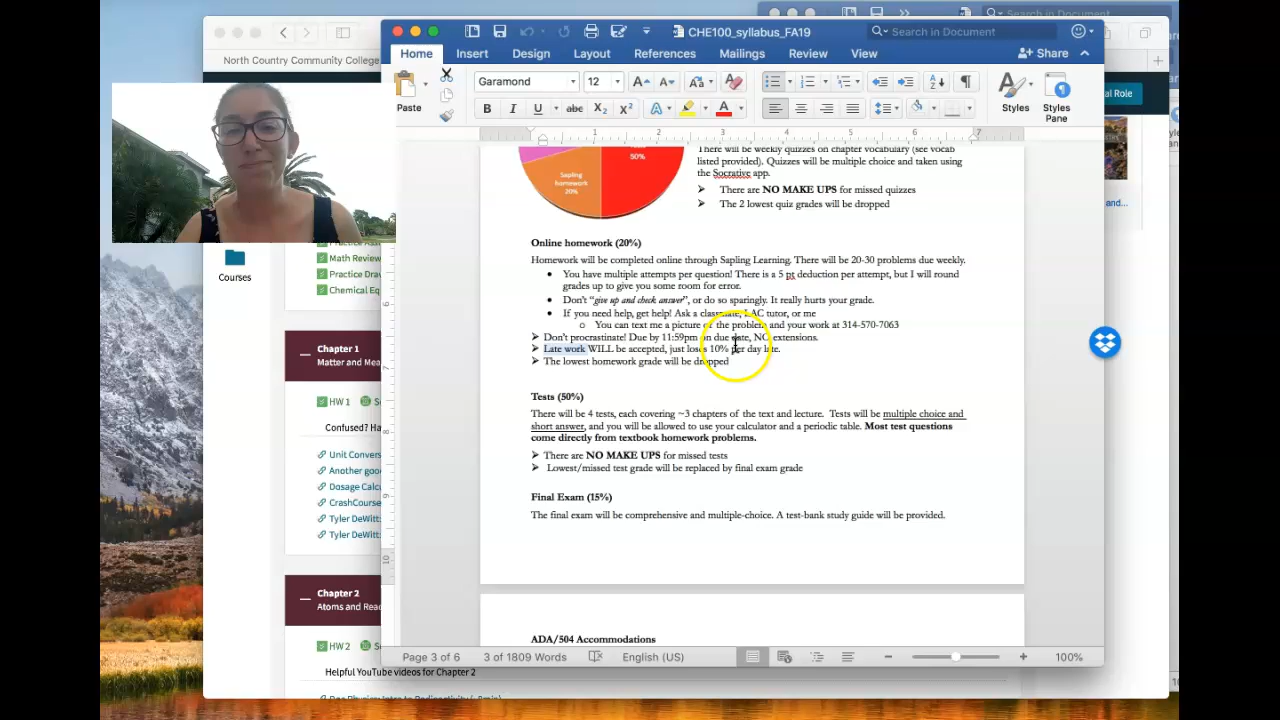 CHE100_syllabus_FA19
Search in Document
Search in Document
Home
Insert
Design
Layout
References
Mailings
Review
View
Share
North Country Community College
Garamond
12
Paste
Styles
Styles
Pane
Role
1 2 3 4 5 6 7
50%
Sapling
homework
20%
There will be weekly quizzes on chapter vocabulary (see vocab
listed provided). Quizzes will be multiple choice and taken using
the Socrative app.
➢ There are NO MAKE UPS for missed quizzes
➢ The 2 lowest quiz grades will be dropped
and...
Online homework (20%)
Homework will be completed online through Sapling Learning. There will be 20-30 problems due weekly.
• You have multiple attempts per question! There is a 5 pt deduction per attempt, but I will round
grades up to give you some room for error.
• Don't "give up and check answer", or do so sparingly. It really hurts your grade.
• If you need help, get help! Ask a classmate, LAC tutor, or me
o You can text me a picture of the problem and your work at 314-570-7063
➢ Don't procrastinate! Due by 11:59pm on due date, NO extensions.
➢ Late work WILL be accepted, just loses 10% per day late.
➢ The lowest homework grade will be dropped
Tests (50%)
There will be 4 tests, each covering ~3 chapters of the text and lecture. Tests will be multiple choice and
short answer, and you will be allowed to use your calculator and a periodic table. Most test questions
come directly from textbook homework problems.
➢ There are NO MAKE UPS for missed tests
➢ Lowest/missed test grade will be replaced by final exam grade
Final Exam (15%)
The final exam will be comprehensive and multiple-choice. A test-bank study guide will be provided.
ADA/504 Accommodations
Page 3 of 6
3 of 1809 Words
English (US)
100%
Courses
Math Review
Practice Dra
Chemical Eq
Chapter 1
Matter and Mea
HW 1
Confused? Ha
Unit Convers
Another good
Dosage Calc
CrashCourse
Tyler DeWitt
Tyler DeWitt
Chapter 2
Atoms and Read
HW 2
Helpful YouTube videos for Chapter 2